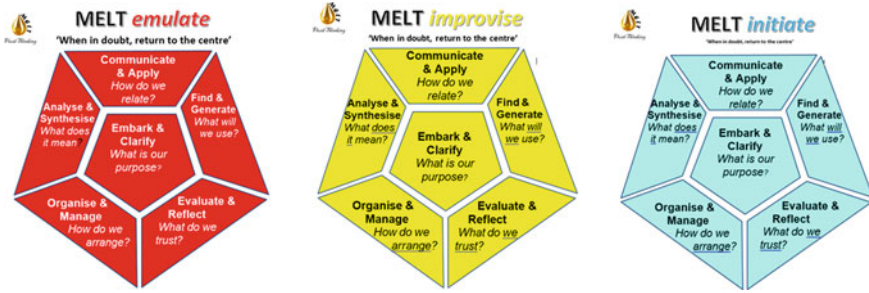 MELT emulate
'When in doubt, return to the centre'
Communicate
& Apply
How do we
relate?
Analyse &
Synthesise
What does
it mean?
Find &
Generate
What will
we use?
Embark &
Clarify
What is our
purpose?
Organise &
Manage
How do we
arrange?
Evaluate &
Reflect
What do we
trust?
MELT improvise
'When in doubt, return to the centre'
Communicate
& Apply
How do we
relate?
Analyse &
Synthesise
What does
it mean?
Find &
Generate
What will
we use?
Embark &
Clarify
What is our
purpose?
Organise &
Manage
How do we
arrange?
Evaluate &
Reflect
What do we
trust?
MELT initiate
'When in doubt, return to the centre'
Communicate
& Apply
How do we
relate?
Analyse &
Synthesise
What does
it mean?
Find &
Generate
What will
we use?
Embark &
Clarify
What is our
purpose?
Organise &
Manage
How do we
arrange?
Evaluate &
Reflect
What do we
trust?